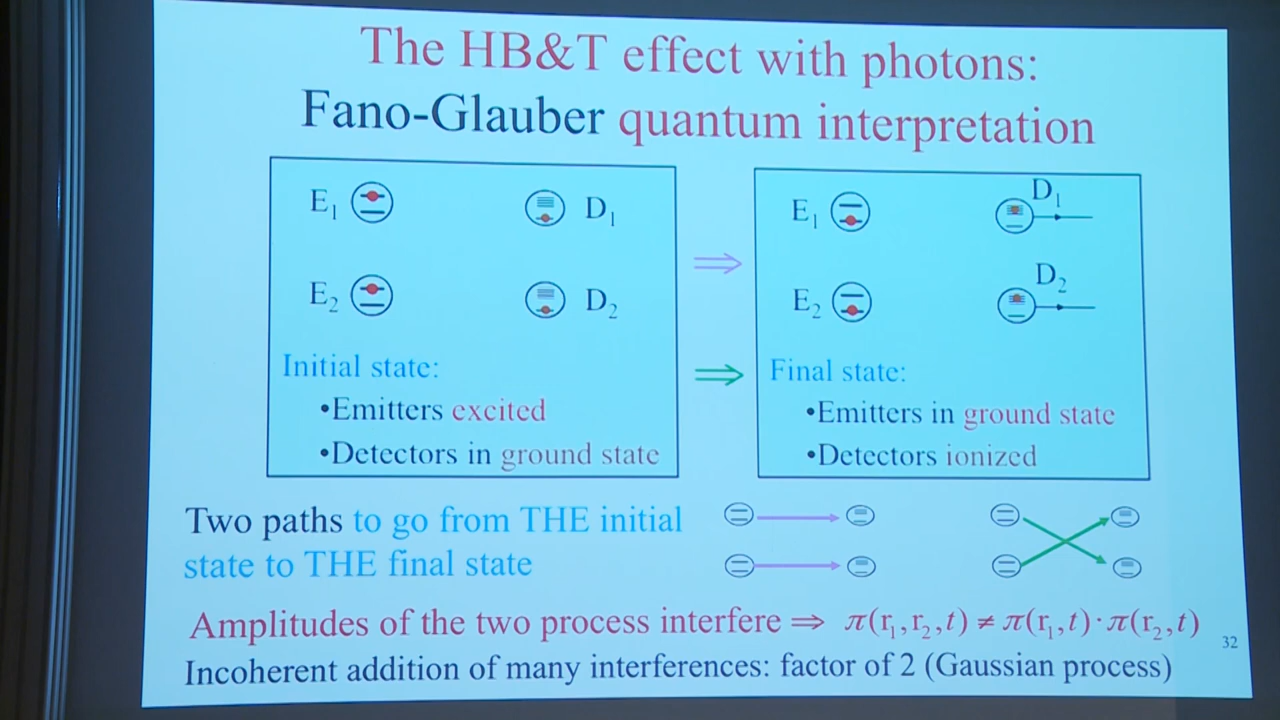 The HB&T effect with photons:
Fano-Glauber quantum interpretation
E₁ D₁
E₂ D₂
Initial state:
•Emitters excited
•Detectors in ground state
E₁ D₁
E₂ D₂
Final state:
•Emitters in ground state
•Detectors ionized
Two paths to go from THE initial
state to THE final state
Amplitudes of the two process interfere ⇒ π(r₁,r₂,t) ≠ π(r₁,t)·π(r₂,t)
32
Incoherent addition of many interferences: factor of 2 (Gaussian process)